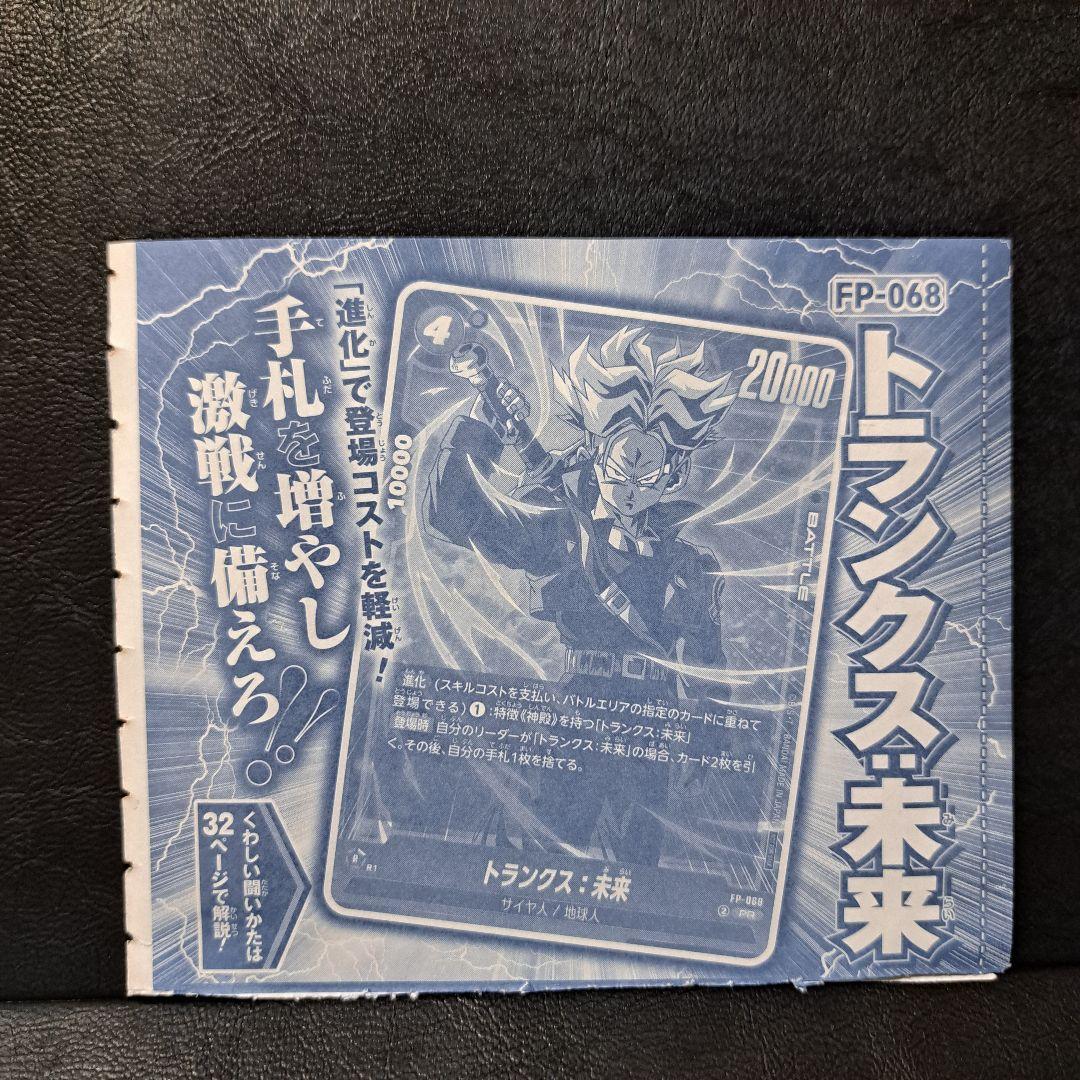 FP-068
トランクス:未来
「進化」で登場コストを軽減!
手札を増やし
激戦に備えろ!!
4
20000
10000
BATTLE
進化 (スキルコストを支払い、バトルエリアの指定のカードに重ねて
登場できる) 1 :特徴《神殿》を持つ「トランクス:未来」
登場時 自分のリーダーが「トランクス:未来」の場合、カード2枚を引
く。その後、自分の手札1枚を捨てる。
R1
トランクス:未来
サイヤ人 / 地球人
FP-068
2 PR
くわしい闘いかたは
32ページで解説!